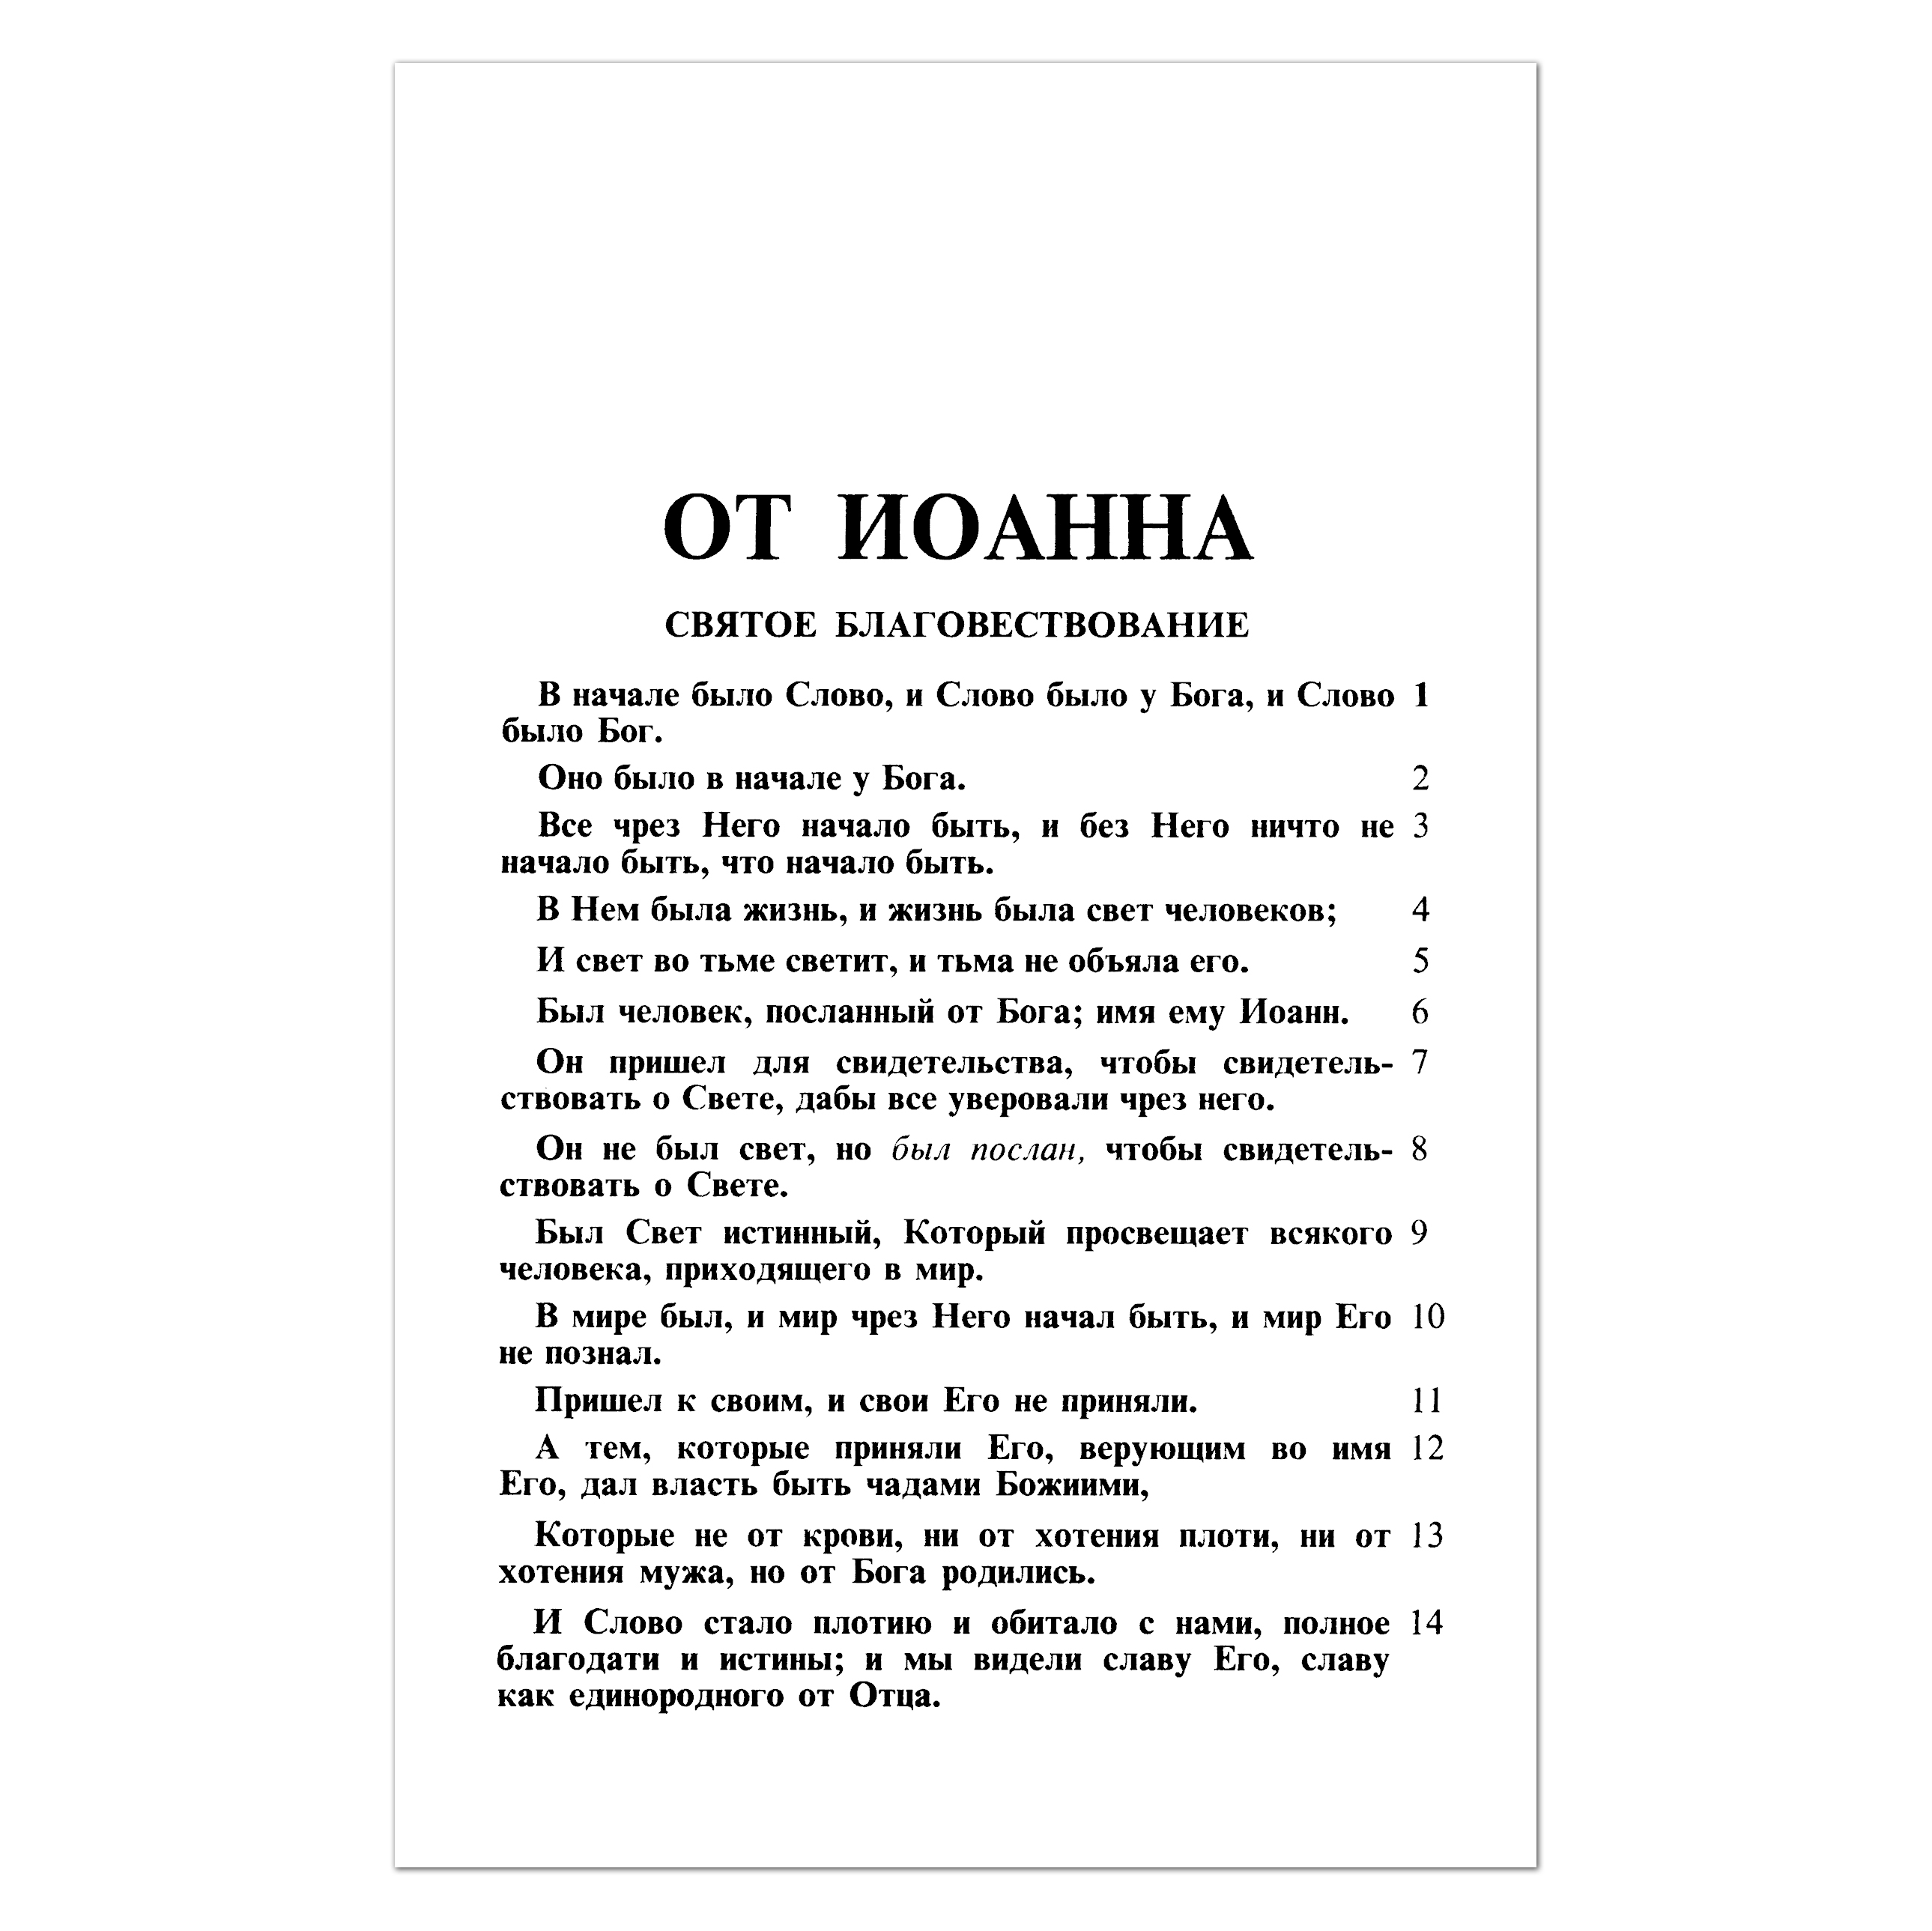 ОТ ИОАННА
СВЯТОЕ БЛАГОВЕСТВОВАНИЕ
В начале было Слово, и Слово было у Бога, и Слово 1
было Бог.
Оно было в начале у Бога. 2
Все чрез Него начало быть, и без Него ничто не 3
начало быть, что начало быть.
В Нем была жизнь, и жизнь была свет человеков; 4
И свет во тьме светит, и тьма не объяла его. 5
Был человек, посланный от Бога; имя ему Иоанн. 6
Он пришел для свидетельства, чтобы свидетель- 7
ствовать о Свете, дабы все уверовали чрез него.
Он не был свет, но был послан, чтобы свидетель- 8
ствовать о Свете.
Был Свет истинный, Который просвещает всякого 9
человека, приходящего в мир.
В мире был, и мир чрез Него начал быть, и мир Его 10
не познал.
Пришел к своим, и свои Его не приняли. 11
А тем, которые приняли Его, верующим во имя 12
Его, дал власть быть чадами Божиими,
Которые не от крови, ни от хотения плоти, ни от 13
хотения мужа, но от Бога родились.
И Слово стало плотию и обитало с нами, полное 14
благодати и истины; и мы видели славу Его, славу
как единородного от Отца.